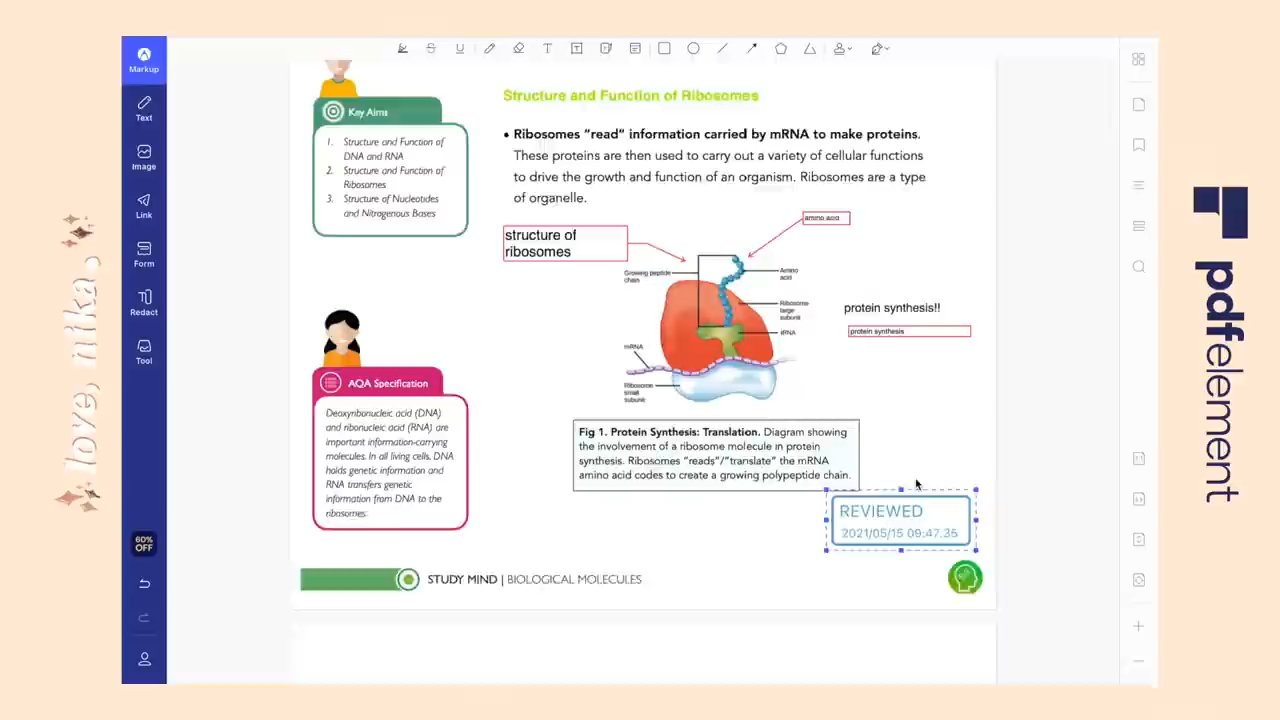 Markup
Text
Image
Link
Form
Redact
Tool
60%
OFF
love, nika.
Key Aims
1. Structure and Function of
DNA and RNA
2. Structure and Function of
Ribosomes
3. Structure of Nucleotides
and Nitrogenous Bases
AQA Specification
Deoxyribonucleic acid (DNA)
and ribonucleic acid (RNA) are
important information-carrying
molecules. In all living cells, DNA
holds genetic information and
RNA transfers genetic
information from DNA to the
ribosomes.
Structure and Function of Ribosomes
• Ribosomes “read” information carried by mRNA to make proteins.
These proteins are then used to carry out a variety of cellular functions
to drive the growth and function of an organism. Ribosomes are a type
of organelle.
structure of
ribosomes
amino acid
Growing peptide
chain
Amino
acid
Ribosome
large
subunit
tRNA
mRNA
Ribosome
small
subunit
protein synthesis!!
protein synthesis
Fig 1. Protein Synthesis: Translation. Diagram showing
the involvement of a ribosome molecule in protein
synthesis. Ribosomes “reads”/“translate” the mRNA
amino acid codes to create a growing polypeptide chain.
REVIEWED
2021/05/15 09:47.35
STUDY MIND | BIOLOGICAL MOLECULES
pdfelement